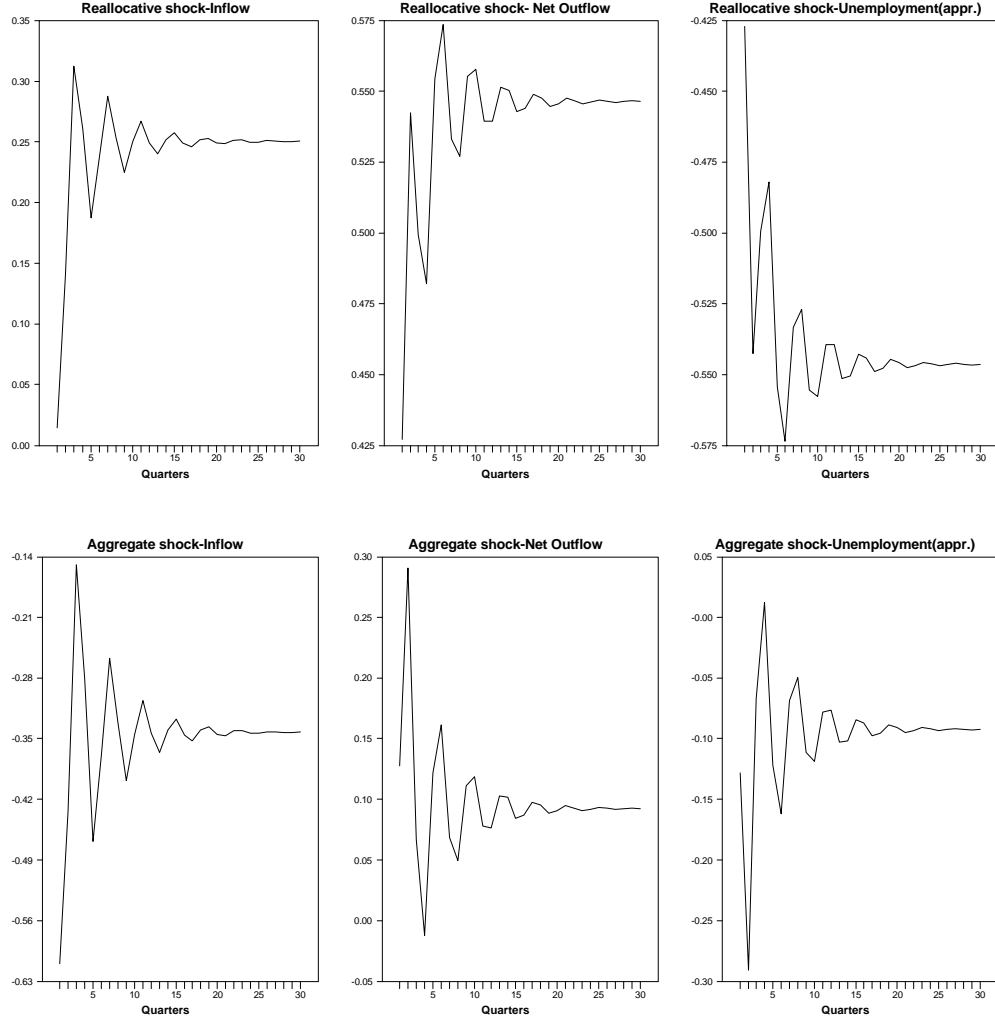 Reallocative shock-Inflow
0.35
0.30
0.25
0.20
0.15
0.10
0.05
0.00
5 10 15 20 25 30
Quarters
Reallocative shock- Net Outflow
0.575
0.550
0.525
0.500
0.475
0.450
0.425
5 10 15 20 25 30
Quarters
Reallocative shock-Unemployment(appr.)
-0.425
-0.450
-0.475
-0.500
-0.525
-0.550
-0.575
5 10 15 20 25 30
Quarters
Aggregate shock-Inflow
-0.14
-0.21
-0.28
-0.35
-0.42
-0.49
-0.56
-0.63
5 10 15 20 25 30
Quarters
Aggregate shock-Net Outflow
0.30
0.25
0.20
0.15
0.10
0.05
0.00
-0.05
5 10 15 20 25 30
Quarters
Aggregate shock-Unemployment(appr.)
0.05
-0.00
-0.05
-0.10
-0.15
-0.20
-0.25
-0.30
5 10 15 20 25 30
Quarters